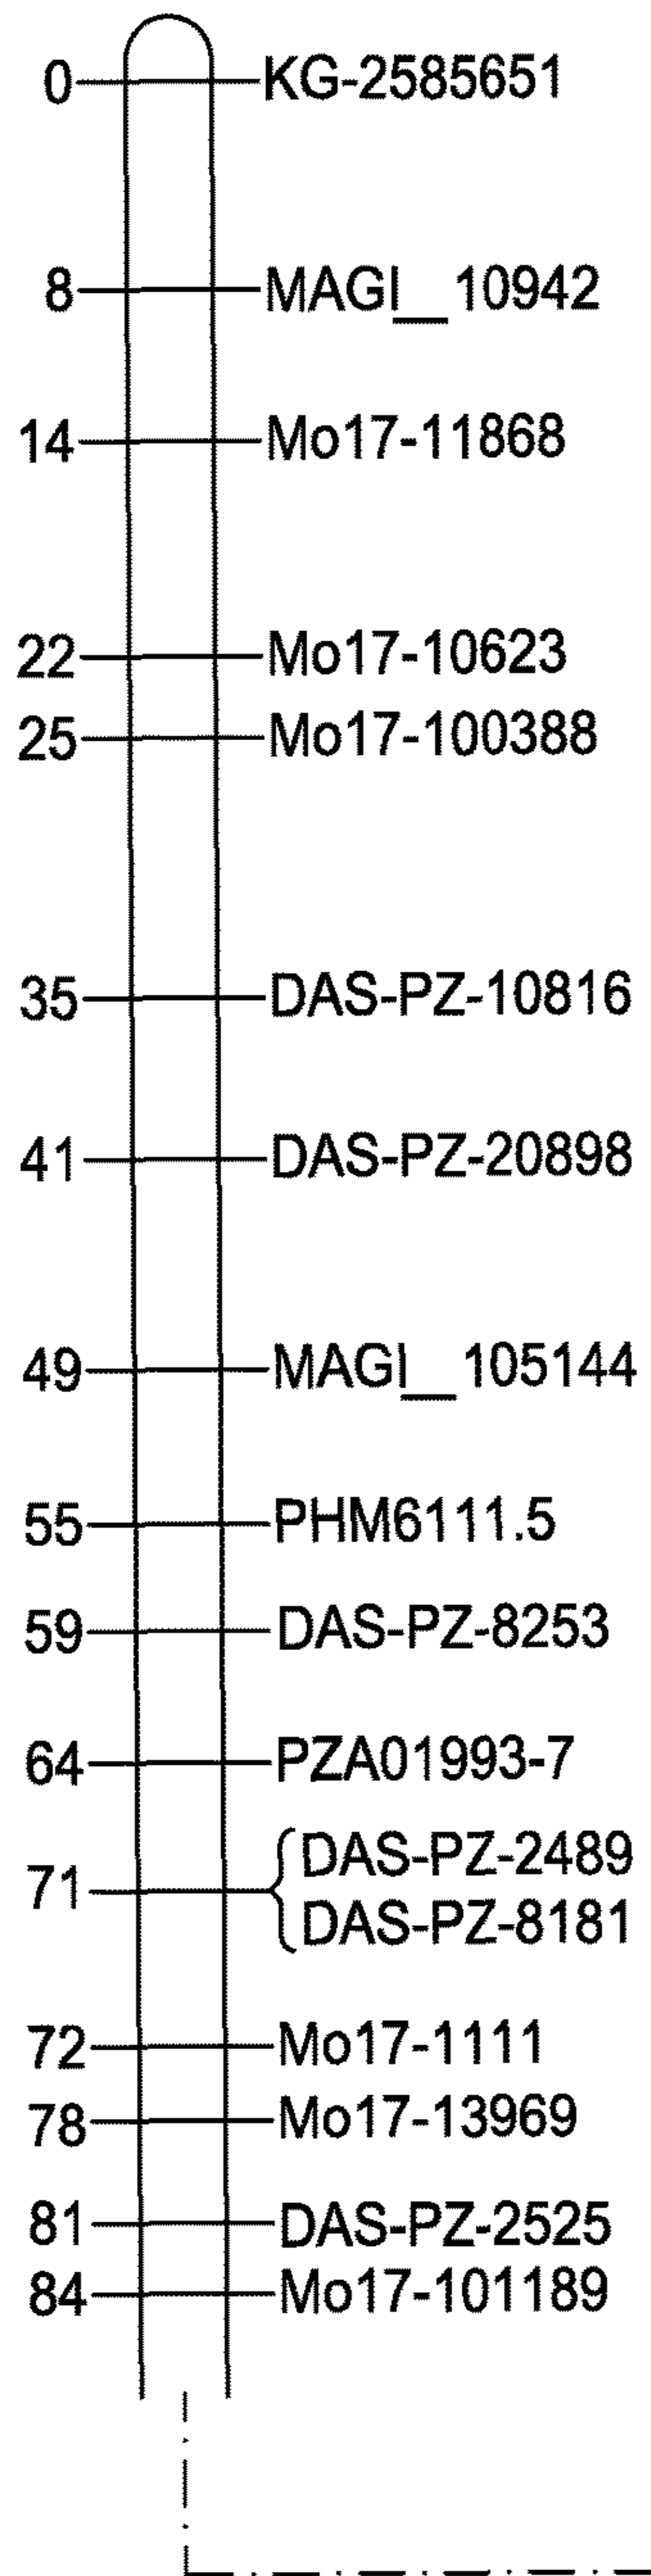 0 KG-2585651
8 MAGI__10942
14 Mo17-11868
22 Mo17-10623
25 Mo17-100388
35 DAS-PZ-10816
41 DAS-PZ-20898
49 MAGI__105144
55 PHM6111.5
59 DAS-PZ-8253
64 PZA01993-7
71 DAS-PZ-2489
DAS-PZ-8181
72 Mo17-1111
78 Mo17-13969
81 DAS-PZ-2525
84 Mo17-101189